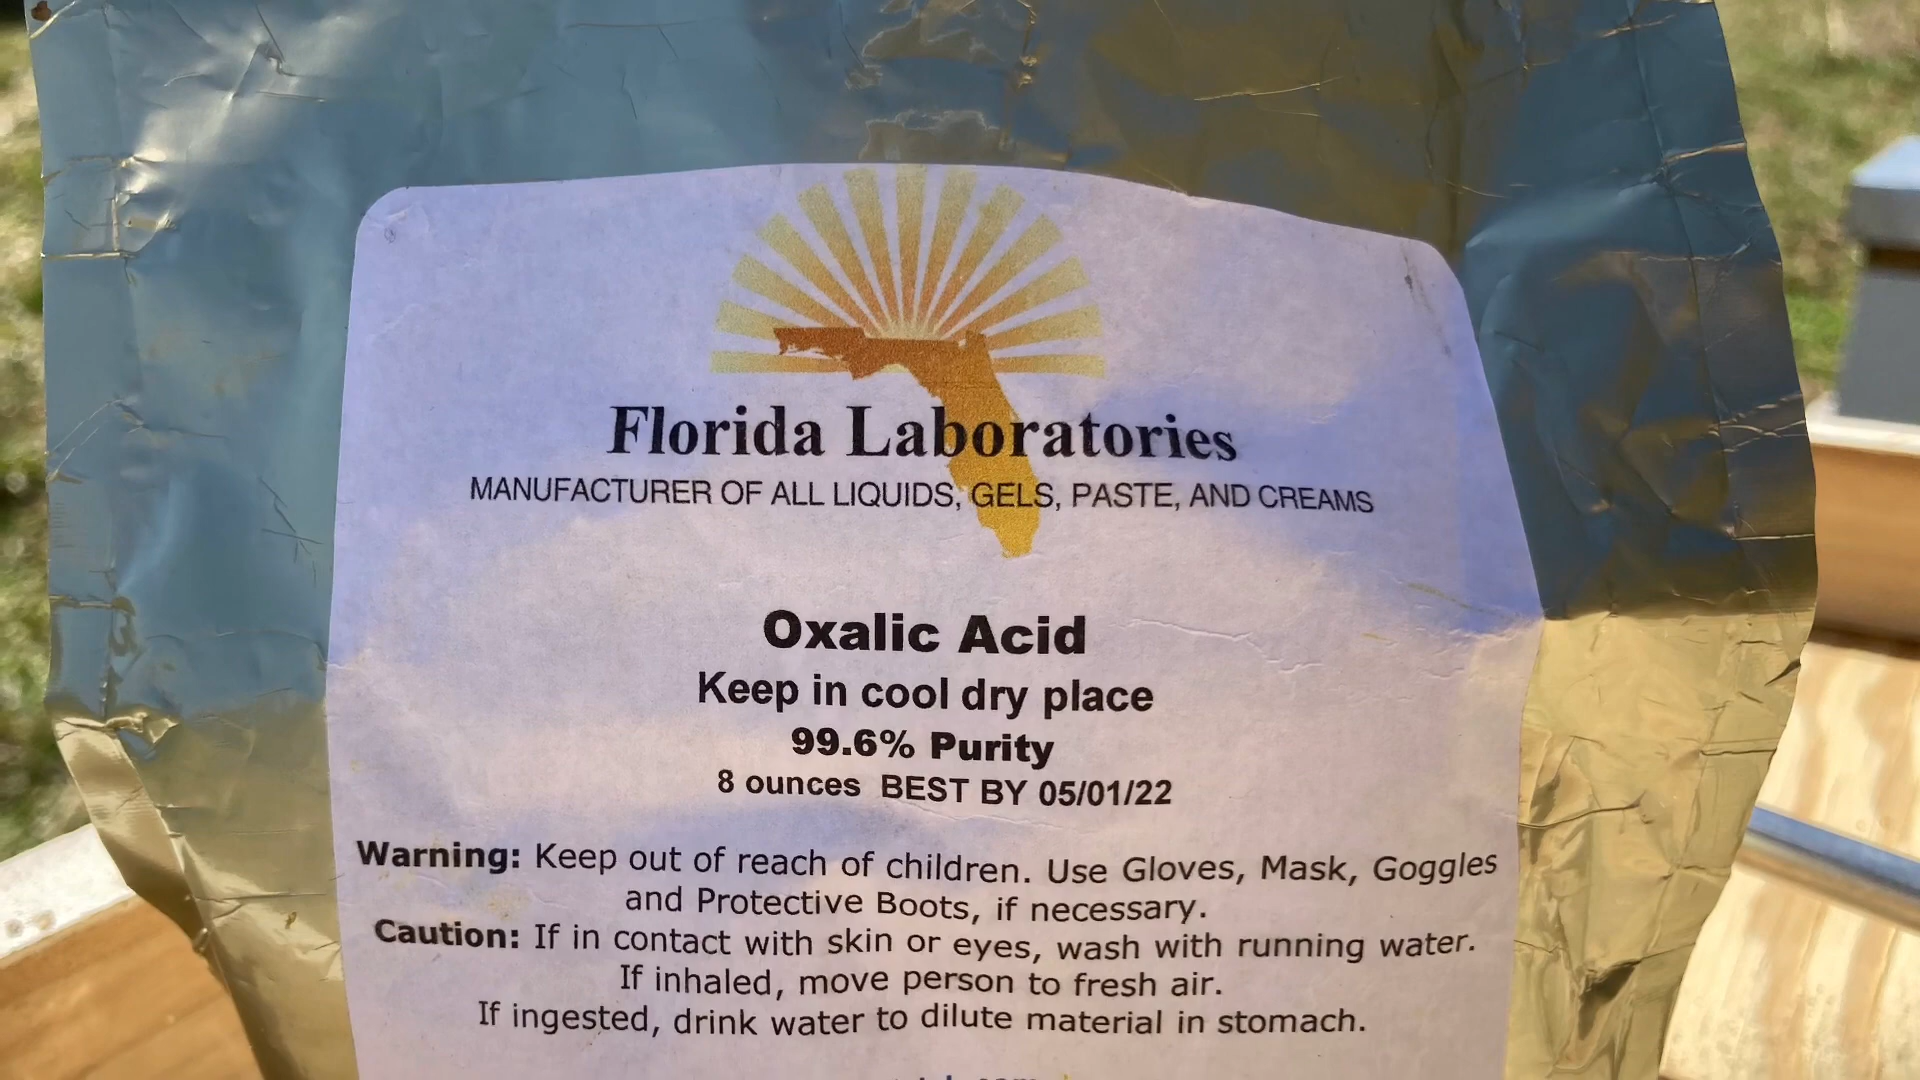 Florida Laboratories
MANUFACTURER OF ALL LIQUIDS, GELS, PASTE, AND CREAMS
Oxalic Acid
Keep in cool dry place
99.6% Purity
8 ounces BEST BY 05/01/22
Warning: Keep out of reach of children. Use Gloves, Mask, Goggles
and Protective Boots, if necessary.
Caution: If in contact with skin or eyes, wash with running water.
If inhaled, move person to fresh air.
If ingested, drink water to dilute material in stomach.